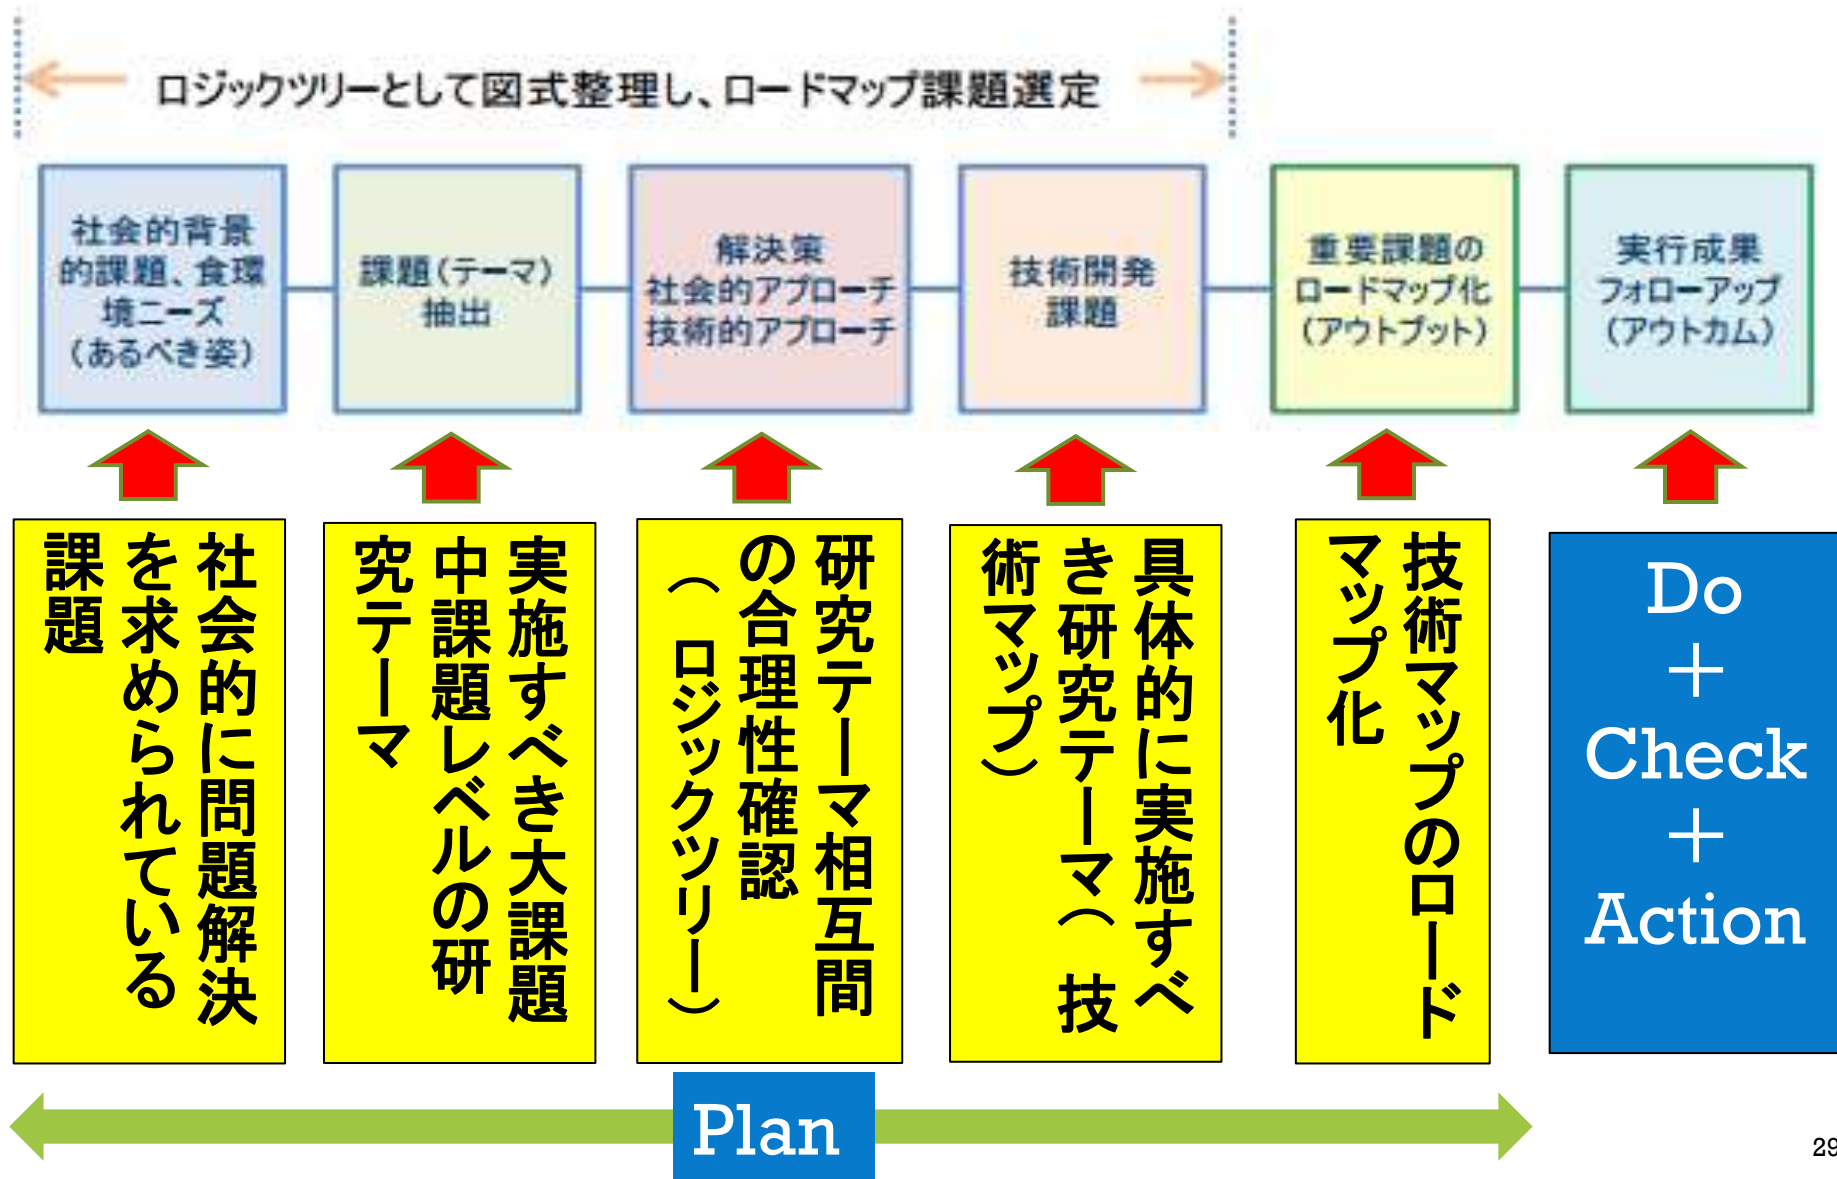 ロジックツリーとして図式整理し、ロードマップ課題選定
社会的背景
的課題、食環
境ニーズ
（あるべき姿）
課題（テーマ）
抽出
解決策
社会的アプローチ
技術的アプローチ
技術開発
課題
重要課題の
ロードマップ化
（アウトプット）
実行成果
フォローアップ
（アウトカム）
社会的に問題解決
を求められている
課題
実施すべき大課題
中課題レベルの研
究テーマ
研究テーマ相互間
の合理性確認
（ロジックツリー）
具体的に実施すべ
き研究テーマ（技
術マップ）
技術マップのロード
マップ化
Do
＋
Check
＋
Action
Plan
29